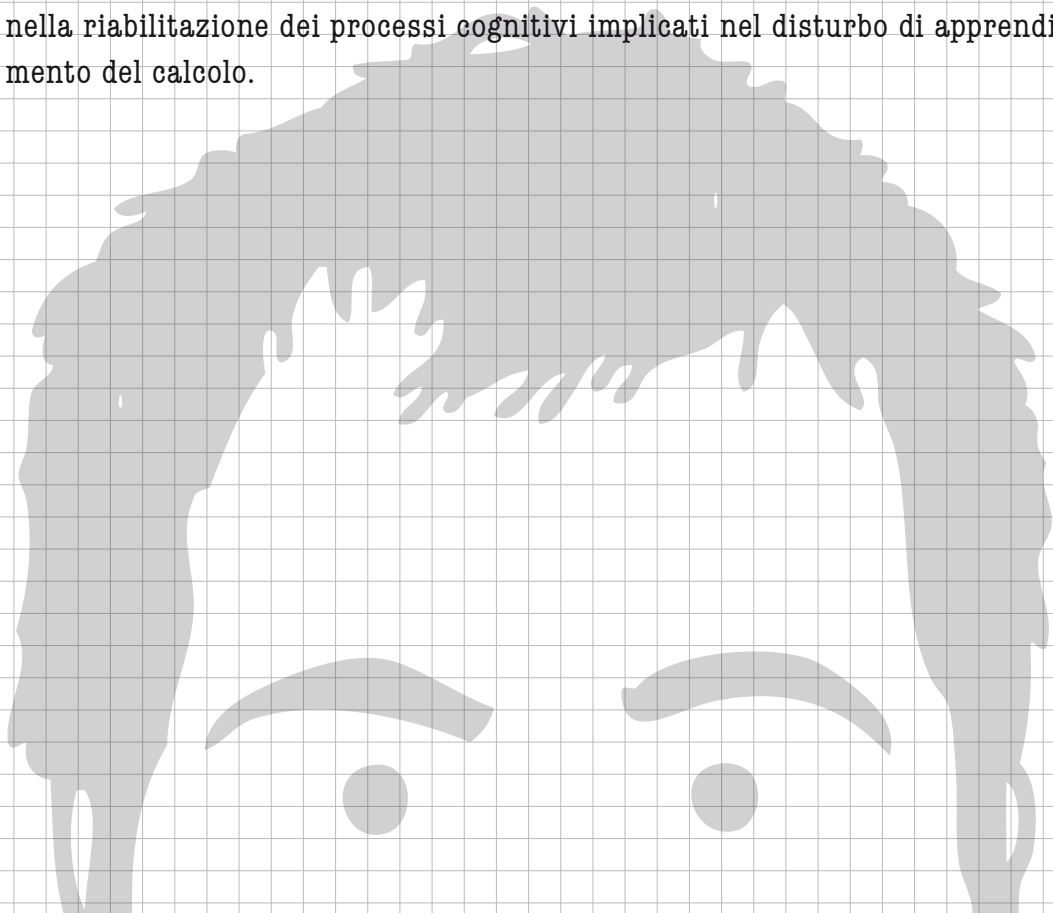 nella riabilitazione dei processi cognitivi implicati nel disturbo di apprendi
mento del calcolo.